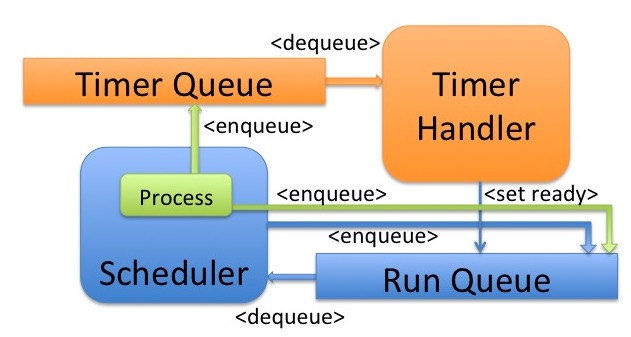 <dequeue>
Timer Queue
Timer
Handler
<enqueue>
Process
<enqueue>
<set ready>
<enqueue>
Scheduler
Run Queue
<dequeue>